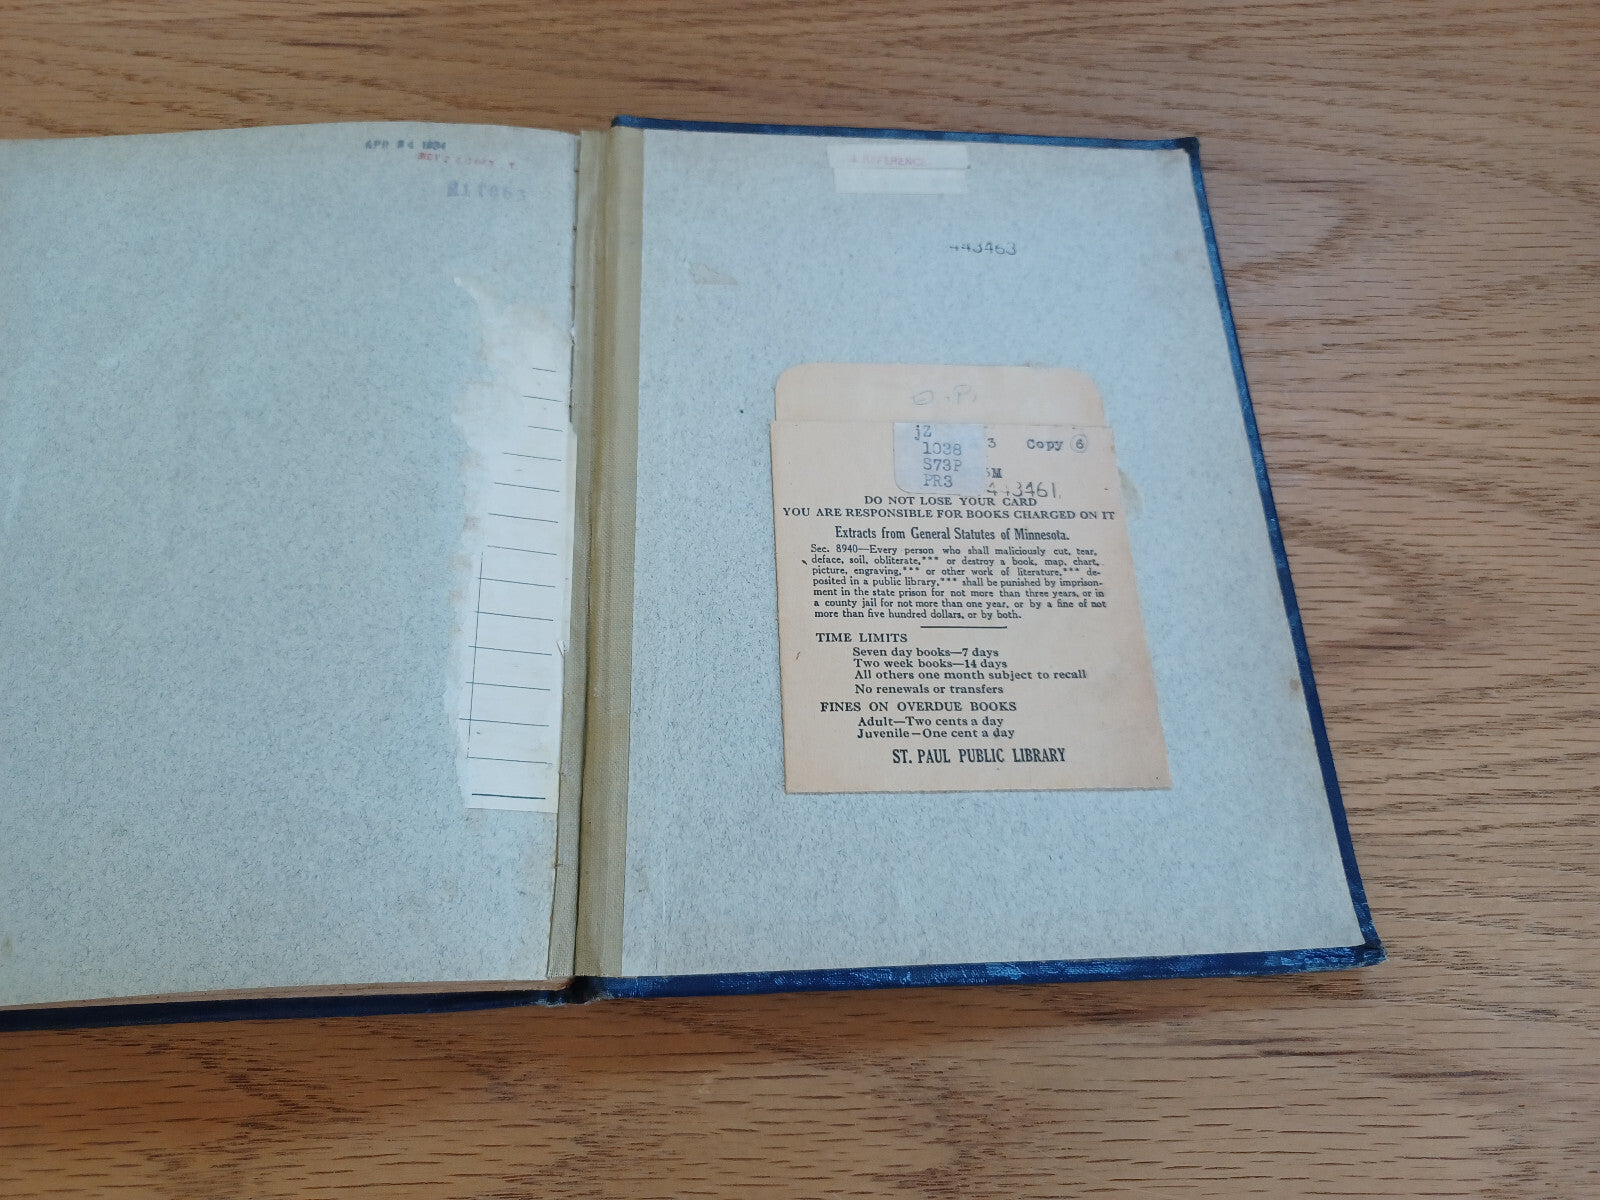 APR 24 1934
REFERENCE
443463
O.P.
jZ
1038
S73P
PR3
3 Copy 6
443461
DO NOT LOSE YOUR CARD
YOU ARE RESPONSIBLE FOR BOOKS CHARGED ON IT
Extracts from General Statutes of Minnesota.
Sec. 8940—Every person who shall maliciously cut, tear,
deface, soil, obliterate,*** or destroy a book, map, chart,
picture, engraving,*** or other work of literature,*** de-
posited in a public library,*** shall be punished by imprison-
ment in the state prison for not more than three years, or in
a county jail for not more than one year, or by a fine of not
more than five hundred dollars, or by both.
TIME LIMITS
Seven day books—7 days
Two week books—14 days
All others one month subject to recall
No renewals or transfers
FINES ON OVERDUE BOOKS
Adult—Two cents a day
Juvenile—One cent a day
ST. PAUL PUBLIC LIBRARY